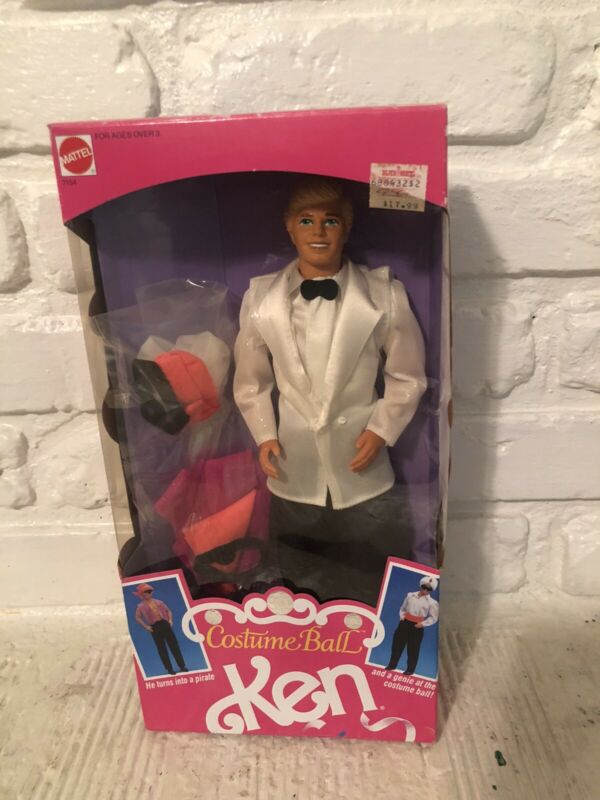 FOR AGES OVER 3
MATTEL
7154
$17.99
Costume Ball™
Ken®
He turns into a pirate
and a genie at the
costume ball!